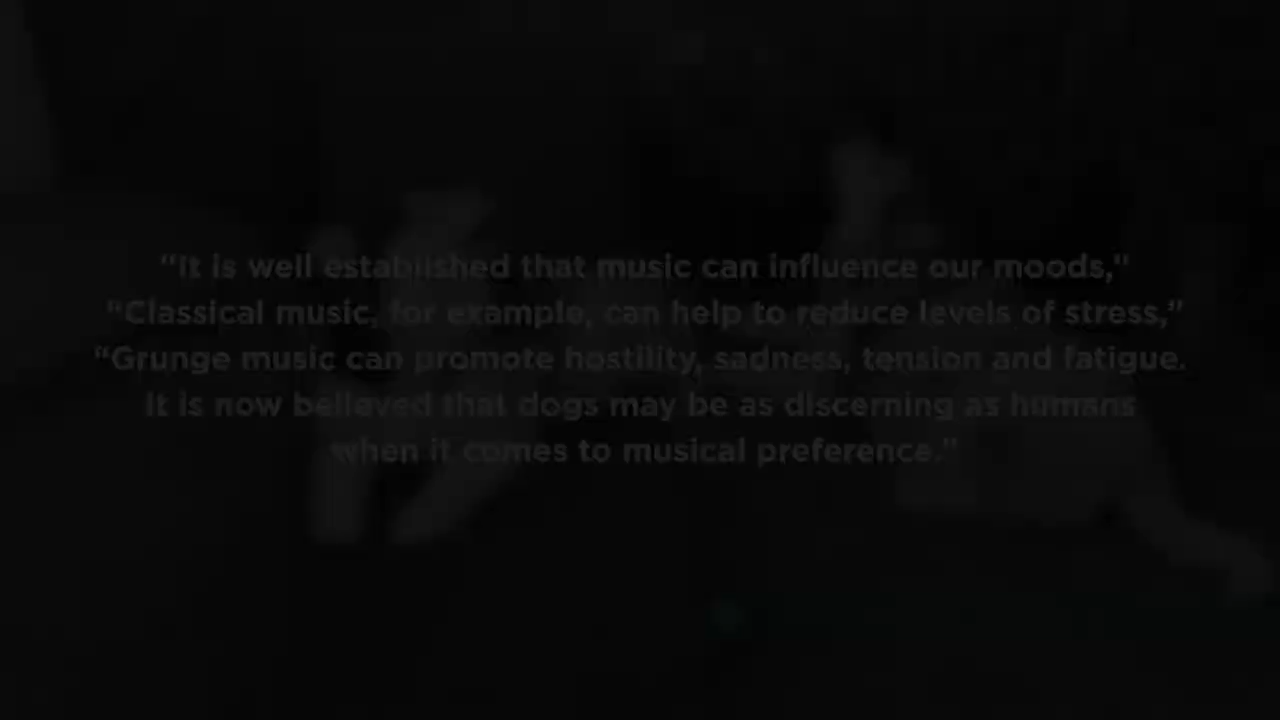 "It is well established that music can influence our moods,"
“Classical music, for example, can help to reduce levels of stress,”
“Grunge music can promote hostility, sadness, tension and fatigue.
It is now believed that dogs may be as discerning as humans
when it comes to musical preference.”